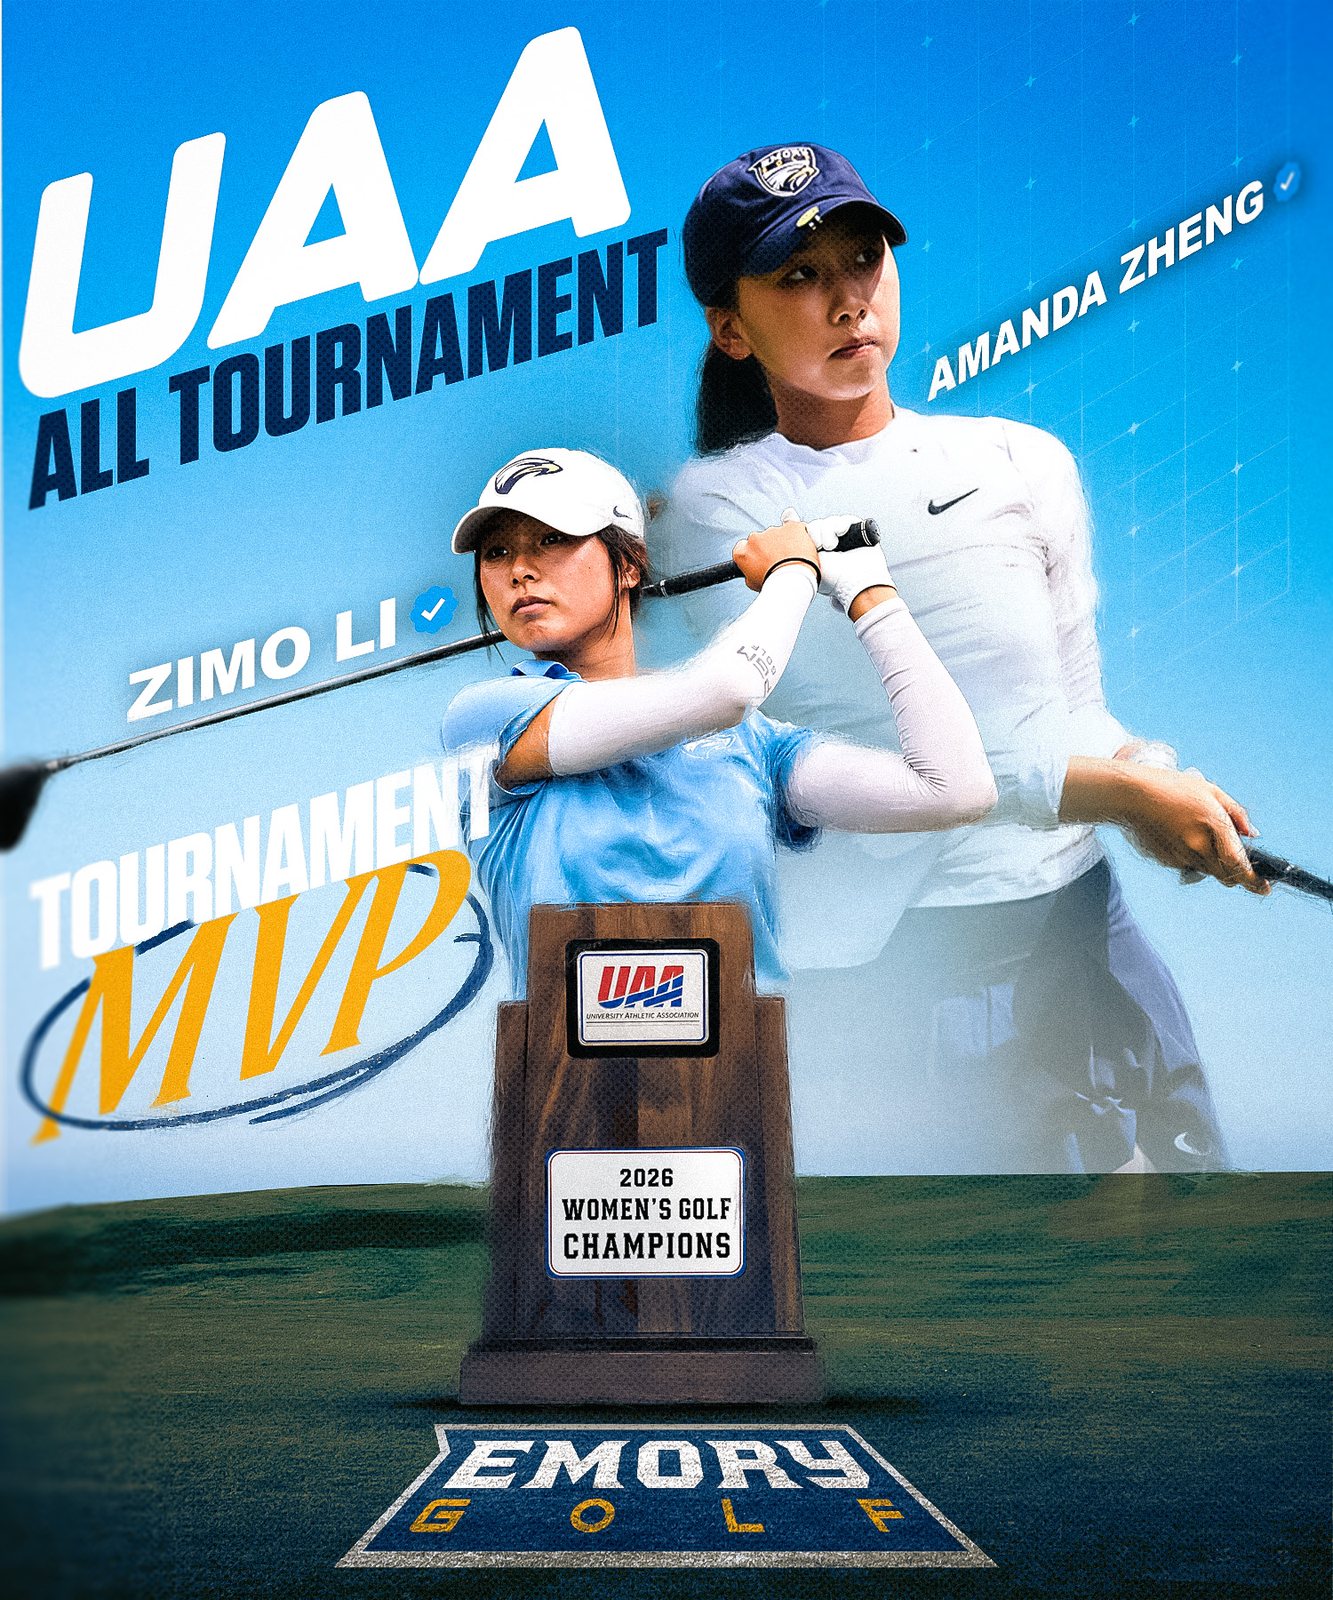 UAA
ALL TOURNAMENT
EMORY
AMANDA ZHENG
ZIMO LI
TOURNAMENT
MVP
UAA
UNIVERSITY ATHLETIC ASSOCIATION
2026
WOMEN'S GOLF
CHAMPIONS
EMORY
GOLF